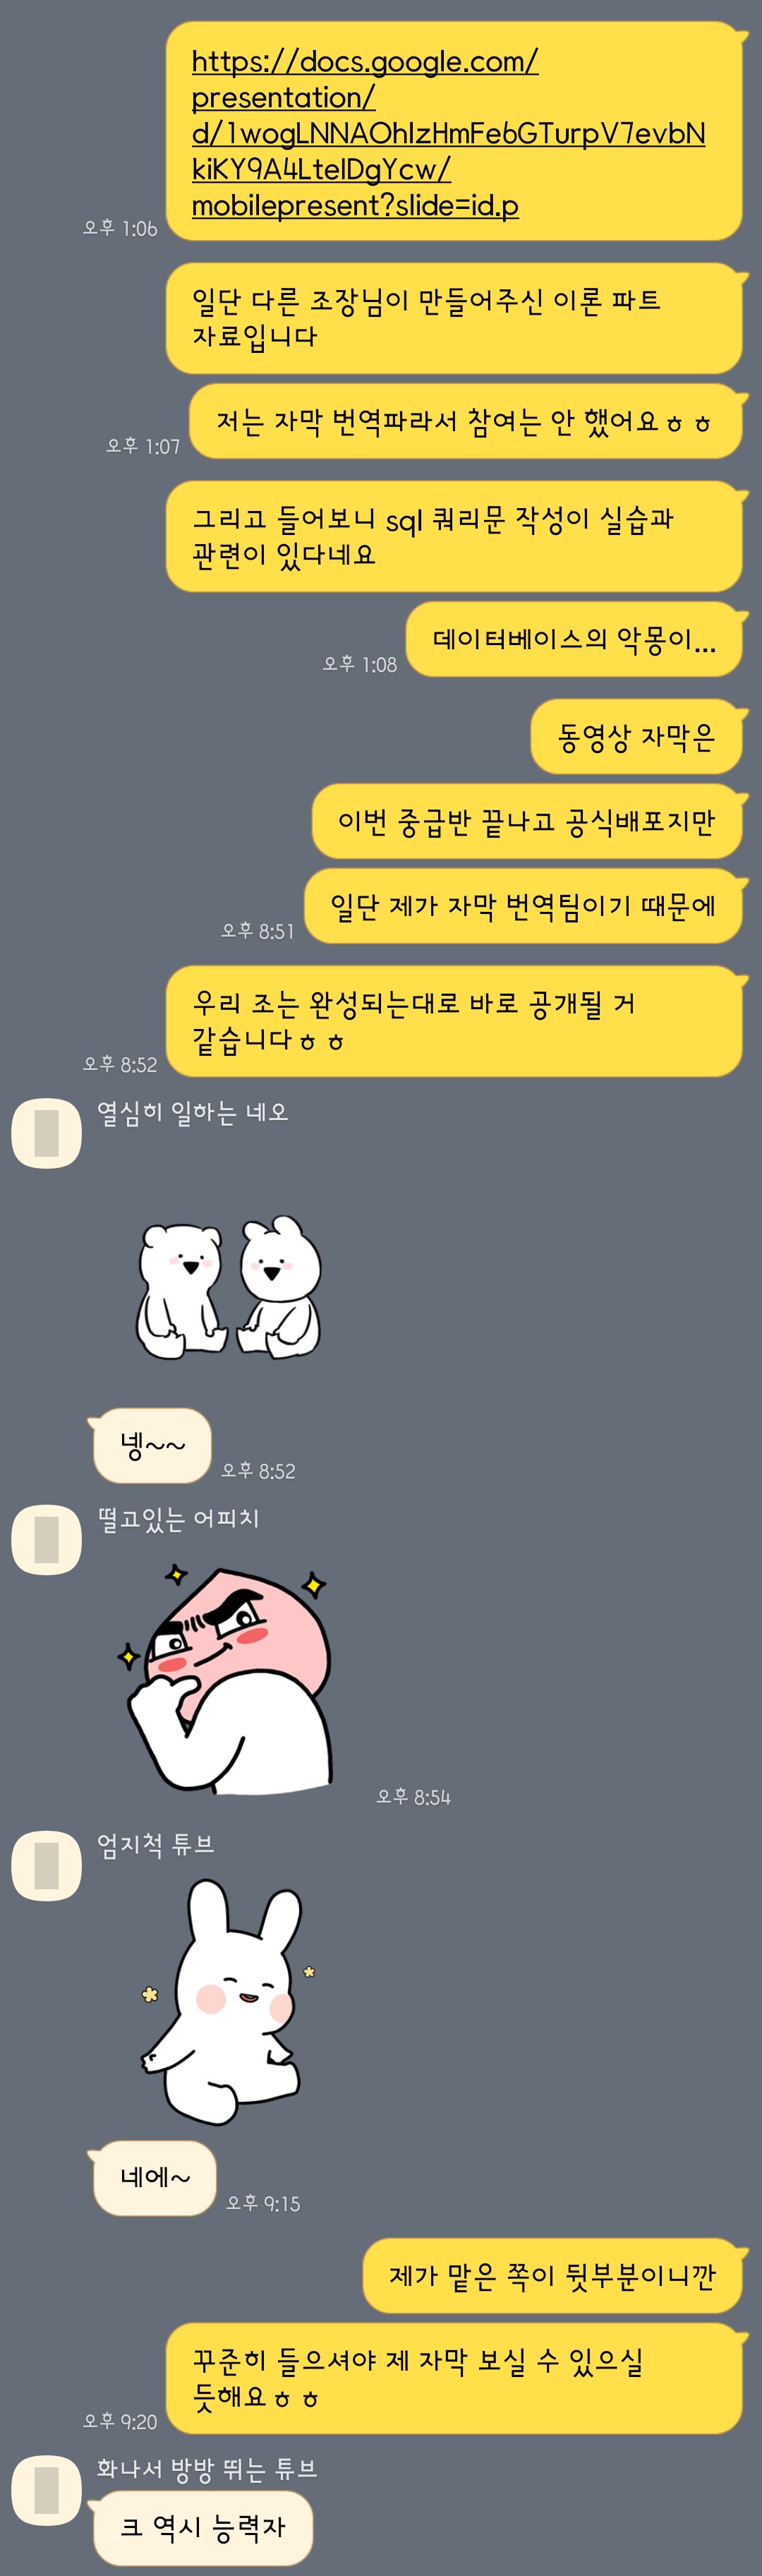 https://docs.google.com/
presentation/
d/1wogLNNAOhIzHmFe6GTurpV7evbN
kiKY9A4LteIDgYcw/
mobilepresent?slide=id.p
오후 1:06
일단 다른 조장님이 만들어주신 이론 파트
자료입니다
저는 자막 번역파라서 참여는 안 했어요ㅎㅎ
오후 1:07
그리고 들어보니 sql 쿼리문 작성이 실습과
관련이 있다네요
데이터베이스의 악몽이...
오후 1:08
동영상 자막은
이번 중급반 끝나고 공식배포지만
일단 제가 자막 번역팀이기 때문에
오후 8:51
우리 조는 완성되는대로 바로 공개될 거
같습니다ㅎㅎ
오후 8:52
열심히 일하는 네오
넹~~
오후 8:52
떨고있는 어피치
오후 8:54
엄지척 튜브
네에~
오후 9:15
제가 맡은 쪽이 뒷부분이니깐
꾸준히 들으셔야 제 자막 보실 수 있으실
듯해요ㅎㅎ
오후 9:20
화나서 방방 뛰는 튜브
크 역시 능력자